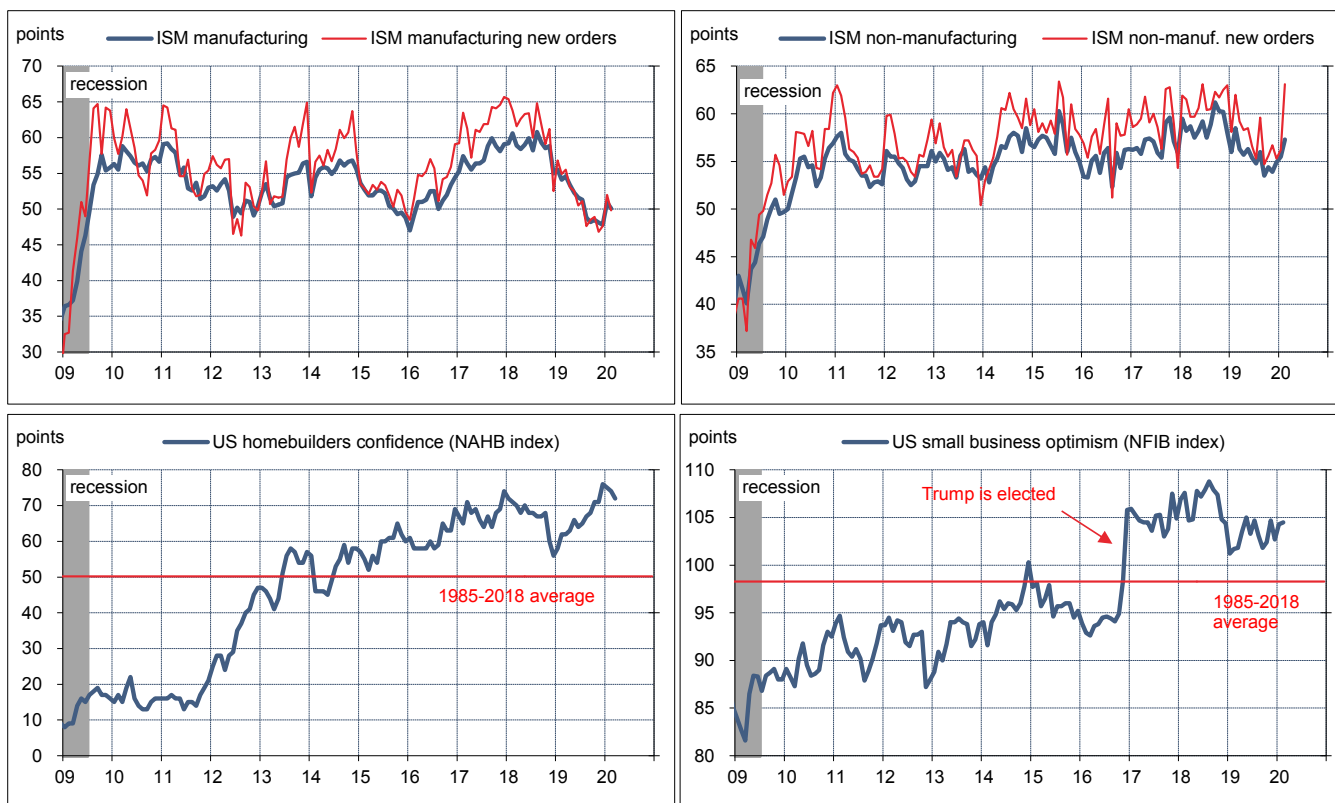 points
ISM manufacturing
ISM manufacturing new orders
70
recession
65
60
55
50
45
40
35
30
09 10 11 12 13 14 15 16 17 18 19 20
points
ISM non-manufacturing
ISM non-manuf. new orders
65
recession
60
55
50
45
40
35
09 10 11 12 13 14 15 16 17 18 19 20
points
US homebuilders confidence (NAHB index)
80
recession
70
60
50
1985-2018 average
40
30
20
10
0
09 10 11 12 13 14 15 16 17 18 19 20
points
US small business optimism (NFIB index)
110
recession
Trump is elected
105
100
1985-2018
average
95
90
85
80
09 10 11 12 13 14 15 16 17 18 19 20